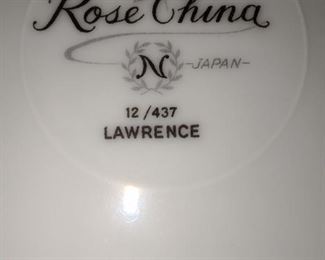 Rose China
N -JAPAN-
12/437
LAWRENCE